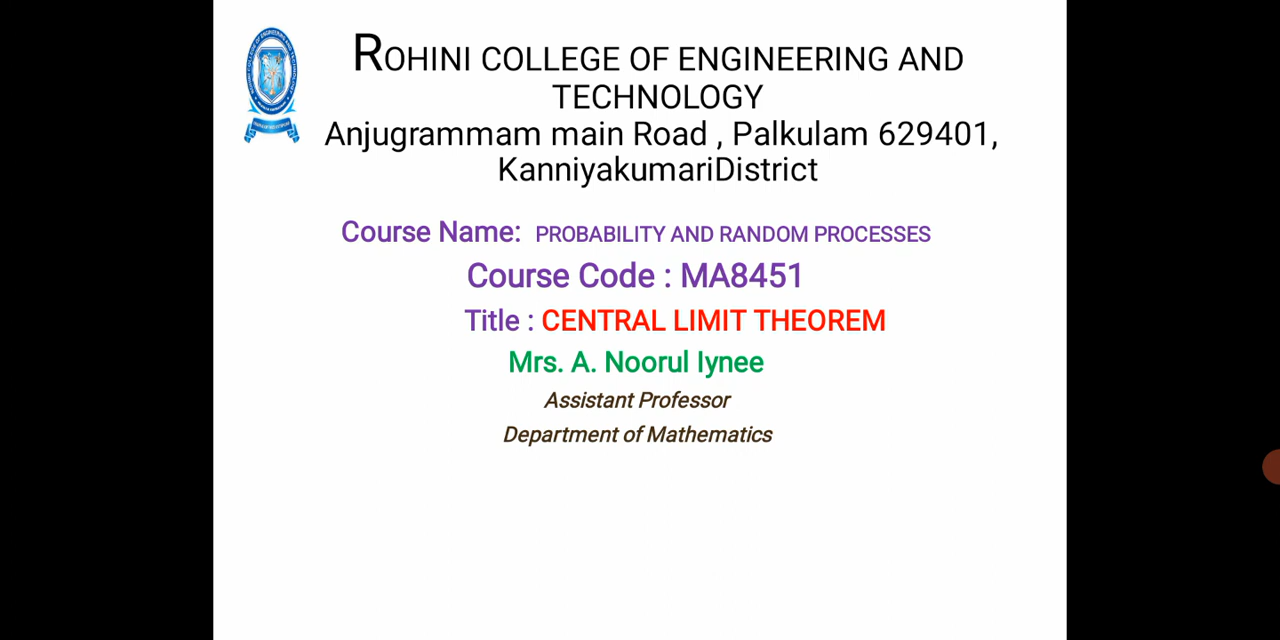 ROHINI COLLEGE OF ENGINEERING AND
TECHNOLOGY
Anjugrammam main Road , Palkulam 629401,
KanniyakumariDistrict
Course Name: PROBABILITY AND RANDOM PROCESSES
Course Code : MA8451
Title : CENTRAL LIMIT THEOREM
Mrs. A. Noorul Iynee
Assistant Professor
Department of Mathematics